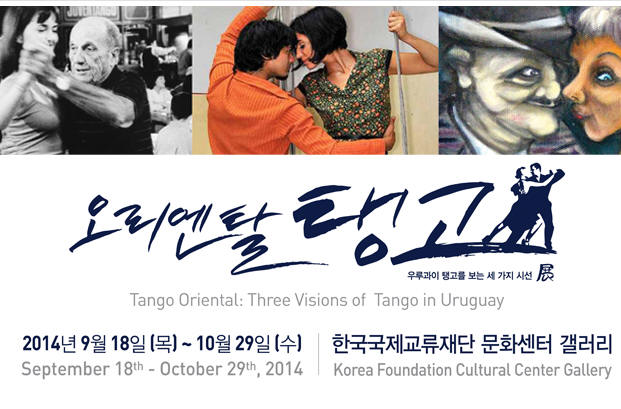 오리엔탈 탱고
우루과이 탱고를 보는 세 가지 시선 展
Tango Oriental: Three Visions of Tango in Uruguay
2014년 9월 18일 (목) ~ 10월 29일 (수)
September 18th - October 29th, 2014
한국국제교류재단 문화센터 갤러리
Korea Foundation Cultural Center Gallery